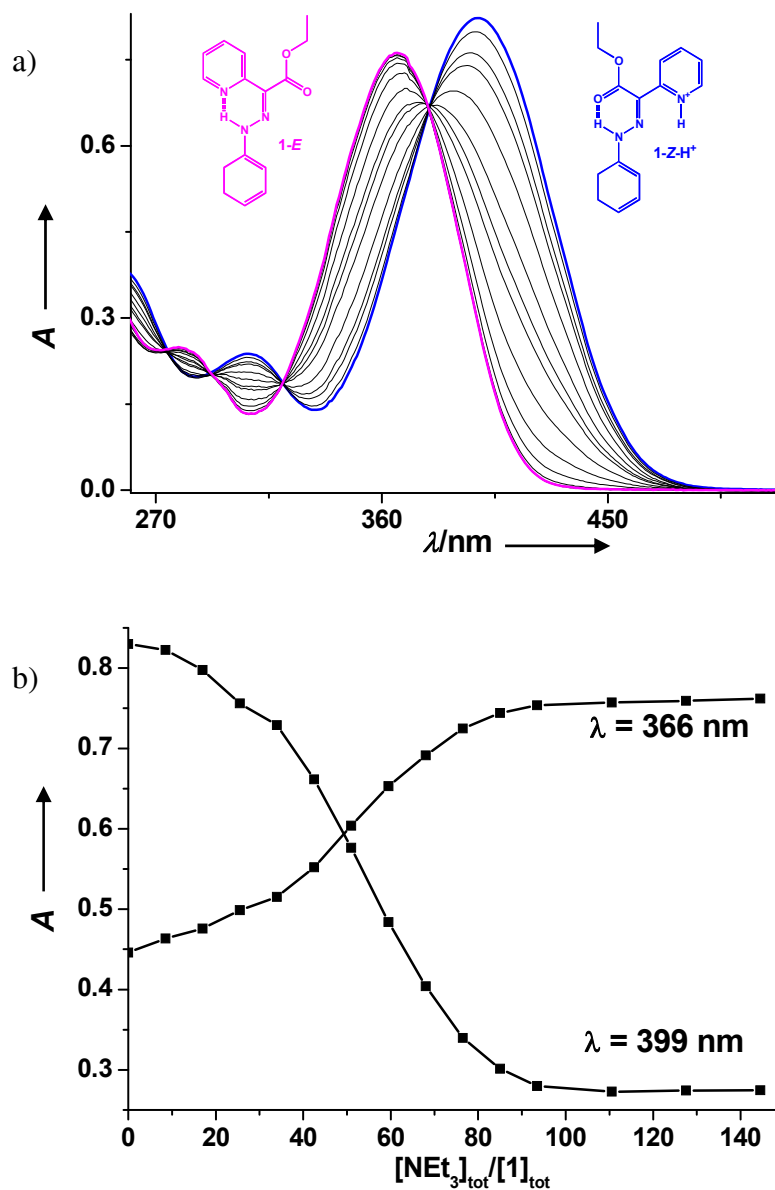 a)
0.6
0.3
0.0
A
270
360
450
λ/nm
O
O
N
H
N
N
1-E
O
O
N⁺
H
H
N
N
1-Z-H⁺
b)
0.8
0.7
0.6
0.5
0.4
0.3
A
λ = 366 nm
λ = 399 nm
0
20
40
60
80
100
120
140
[NEt₃]tot/[1]tot